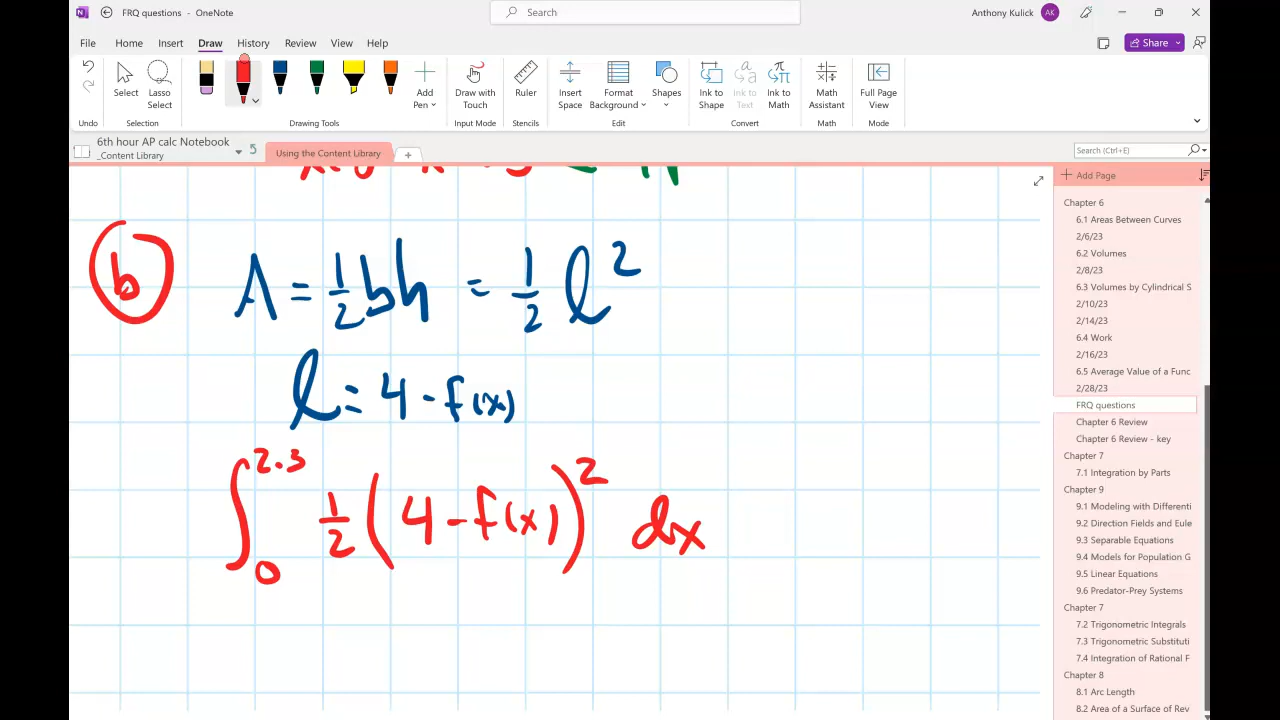 FRQ questions - OneNote
Search
Anthony Kulick AK
File Home Insert Draw History Review View Help
Share
Undo
Select
Lasso Select
Add Pen
Draw with Touch
Ruler
Insert Space
Format Background
Shapes
Ink to Shape
Ink to Text
Ink to Math
Math Assistant
Full Page View
Undo Selection Drawing Tools Input Mode Stencils Edit Convert Math Mode
6th hour AP calc Notebook
_Content Library
5
Using the Content Library
+
Search (Ctrl+E)
b
A = 1/2 bh = 1/2 l²
l = 4 - f(x)
∫₀^2.3 1/2 (4 - f(x))² dx
Add Page
Chapter 6
6.1 Areas Between Curves
2/6/23
6.2 Volumes
2/8/23
6.3 Volumes by Cylindrical S
2/10/23
2/14/23
6.4 Work
2/16/23
6.5 Average Value of a Func
2/28/23
FRQ questions
Chapter 6 Review
Chapter 6 Review - key
Chapter 7
7.1 Integration by Parts
Chapter 9
9.1 Modeling with Differenti
9.2 Direction Fields and Eule
9.3 Separable Equations
9.4 Models for Population G
9.5 Linear Equations
9.6 Predator-Prey Systems
Chapter 7
7.2 Trigonometric Integrals
7.3 Trigonometric Substituti
7.4 Integration of Rational F
Chapter 8
8.1 Arc Length
8.2 Area of a Surface of Rev